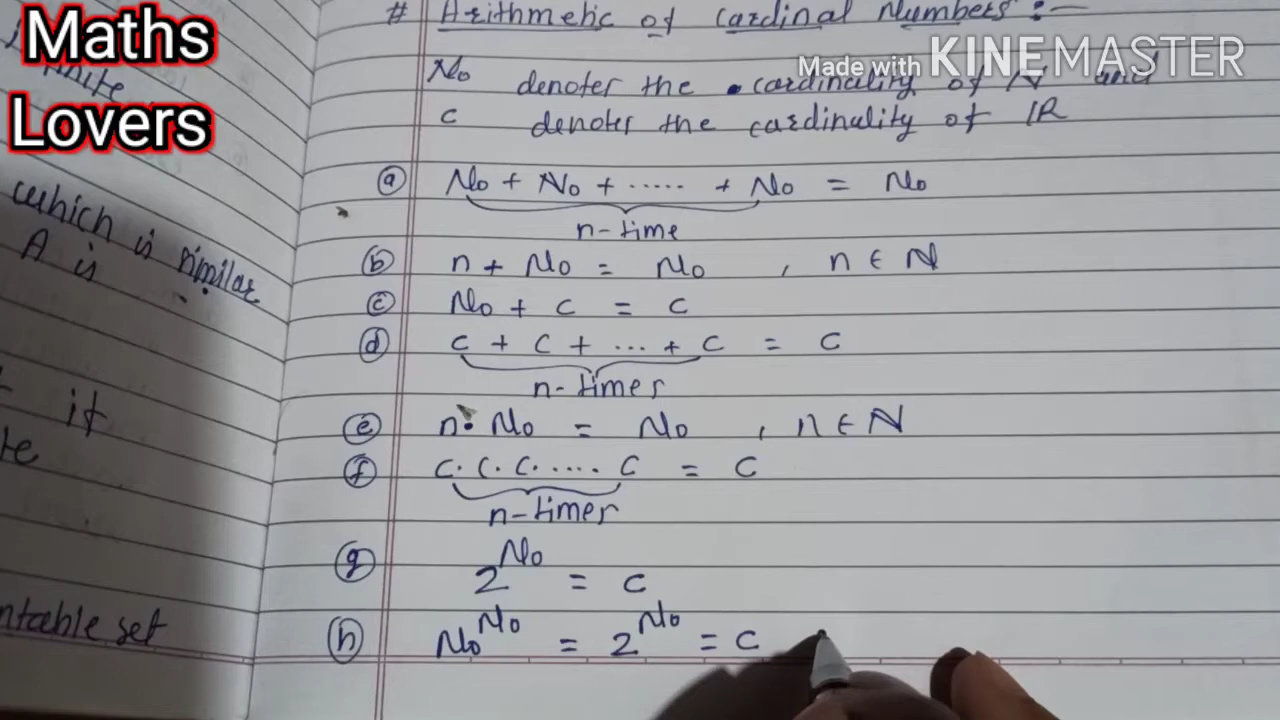 Maths
Lovers
Made with KINEMASTER
# Arithmetic of cardinal Numbers :-
ℵ₀ denotes the cardinality of ℕ and
c denotes the cardinality of ℝ
(a) ℵ₀ + ℵ₀ + ..... + ℵ₀ = ℵ₀
n-time
(b) n + ℵ₀ = ℵ₀ , n ∈ ℕ
(c) ℵ₀ + c = c
(d) c + c + ... + c = c
n-times
(e) n · ℵ₀ = ℵ₀ , n ∈ ℕ
(f) c . c . c ..... c = c
n-times
(g) 2^ℵ₀ = c
(h) ℵ₀^ℵ₀ = 2^ℵ₀ = c
which is similar
A is
if
ntable set